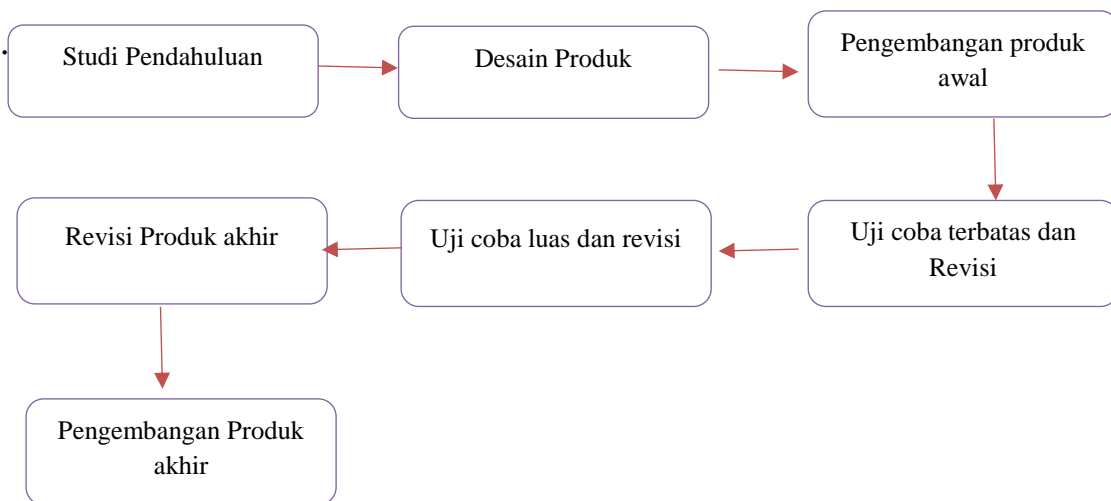 .
Studi Pendahuluan
Desain Produk
Pengembangan produk
awal
Uji coba terbatas dan
Revisi
Uji coba luas dan revisi
Revisi Produk akhir
Pengembangan Produk
akhir